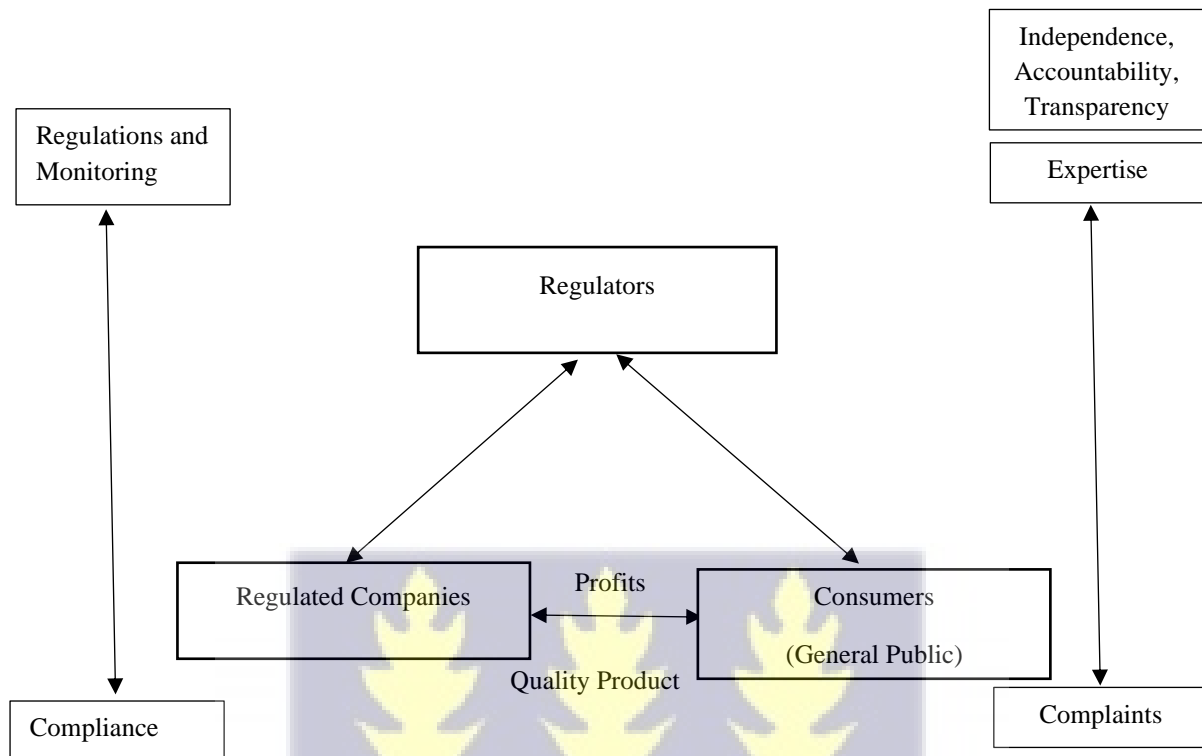 Independence,
Accountability,
Transparency
Regulations and
Monitoring
Expertise
Regulators
Regulated Companies
Profits
Consumers
(General Public)
Quality Product
Compliance
Complaints